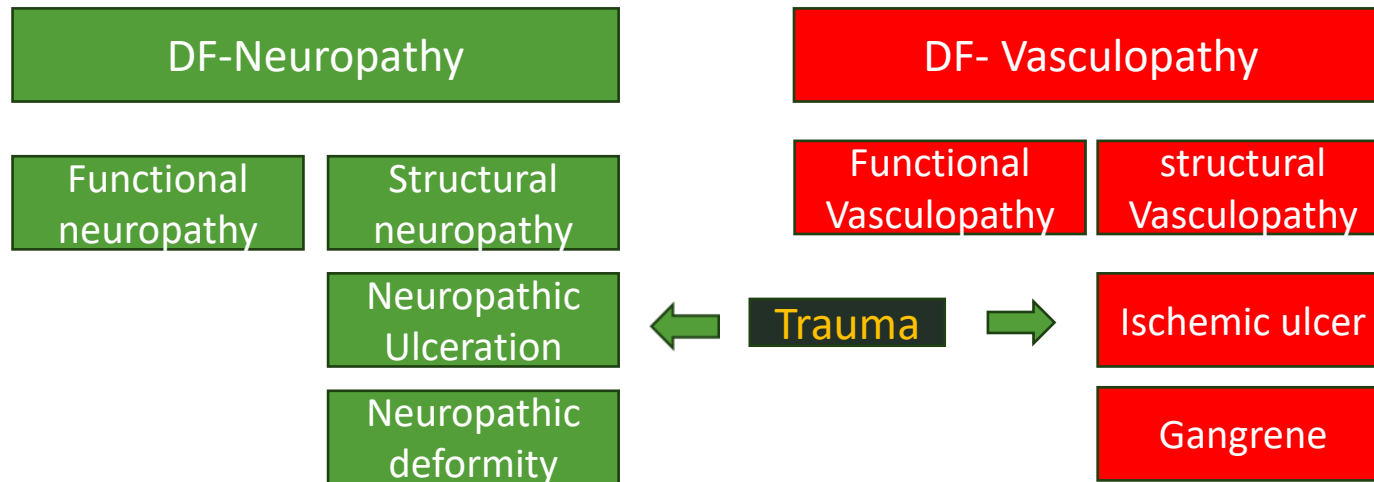 DF-Neuropathy
DF- Vasculopathy
Functional
neuropathy
Structural
neuropathy
Functional
Vasculopathy
structural
Vasculopathy
Neuropathic
Ulceration
Trauma
Ischemic ulcer
Neuropathic
deformity
Gangrene